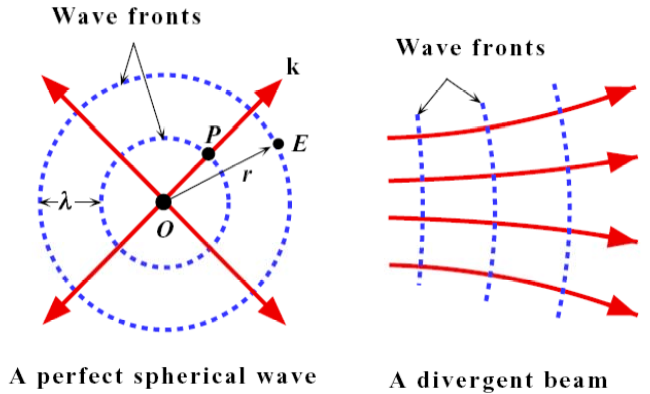 Wave fronts
k
P
E
r
λ
O
A perfect spherical wave
Wave fronts
A divergent beam